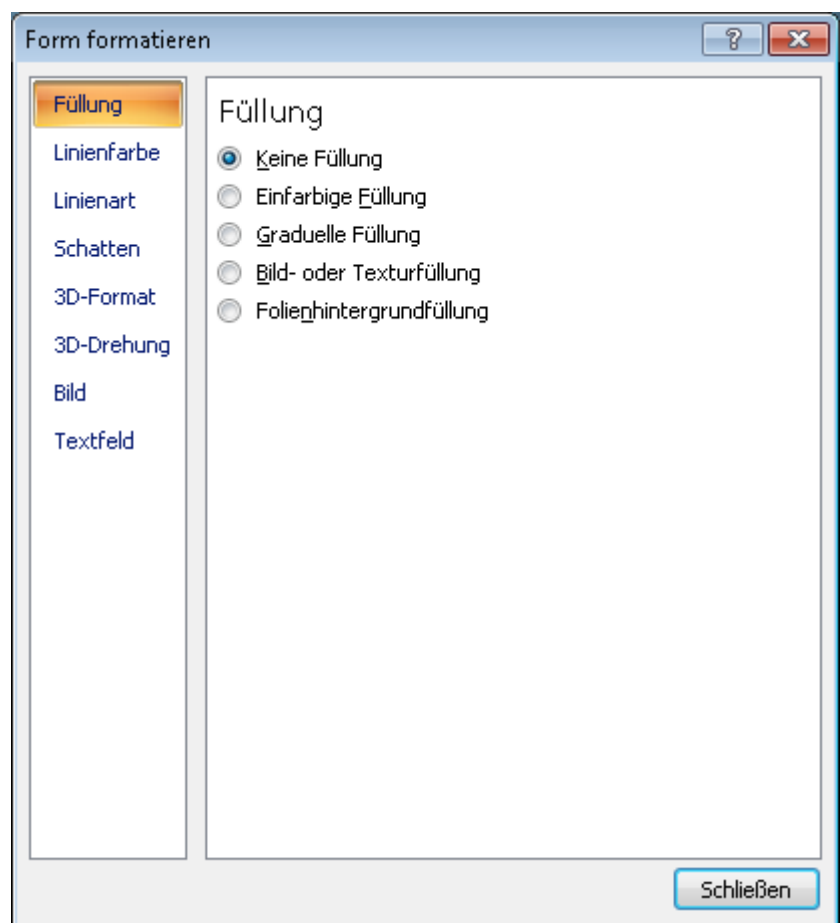 Form formatieren
Füllung
Linienfarbe
Linienart
Schatten
3D-Format
3D-Drehung
Bild
Textfeld
Füllung
Keine Füllung
Einfarbige Füllung
Graduelle Füllung
Bild- oder Texturfüllung
Folienhintergrundfüllung
Schließen